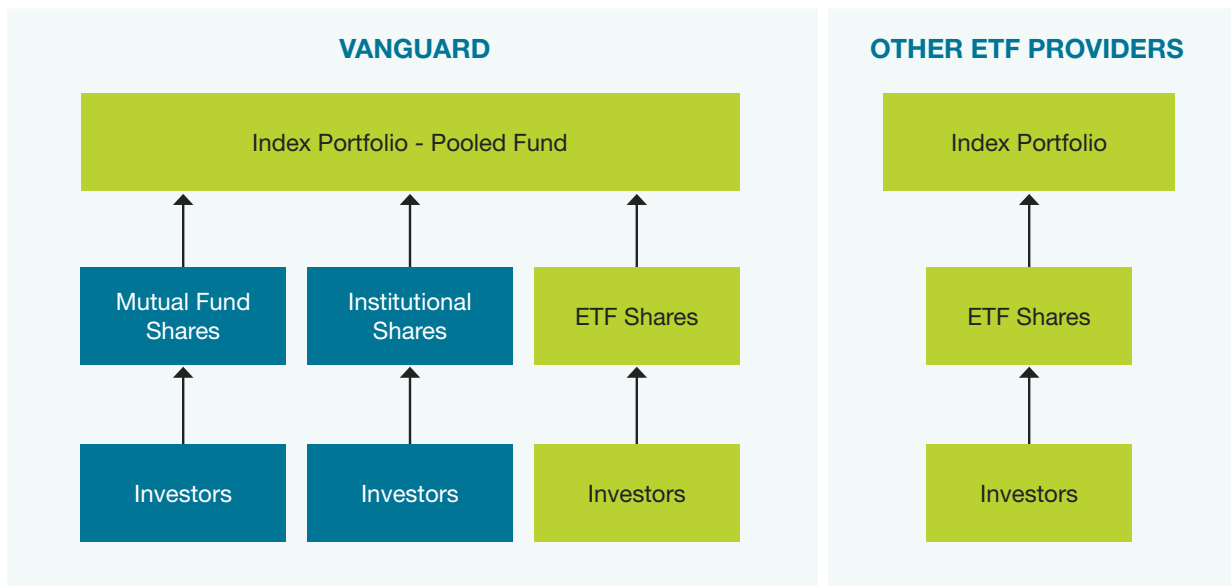 VANGUARD
Index Portfolio - Pooled Fund
Mutual Fund
Shares
Institutional
Shares
ETF Shares
Investors
Investors
Investors
OTHER ETF PROVIDERS
Index Portfolio
ETF Shares
Investors